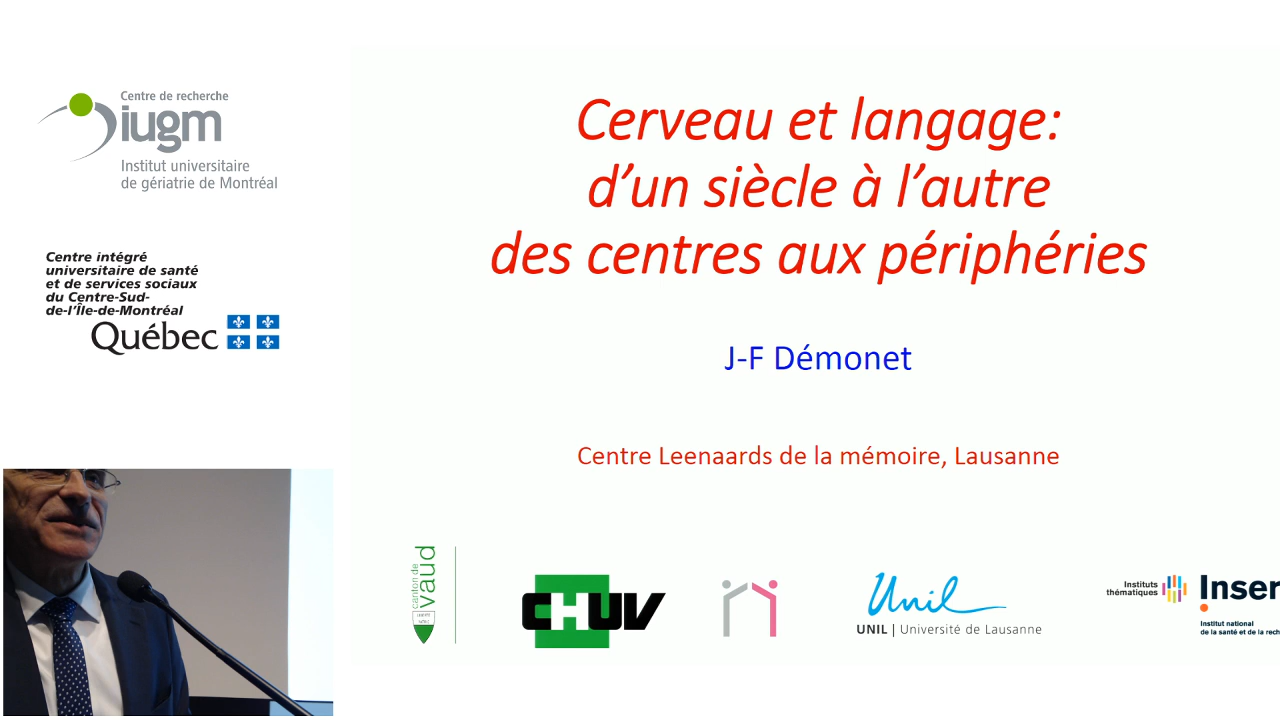 Centre de recherche
iugm
Institut universitaire
de gériatrie de Montréal
Centre intégré
universitaire de santé
et de services sociaux
du Centre-Sud-
de-l'Île-de-Montréal
Québec
Cerveau et langage:
d'un siècle à l'autre
des centres aux périphéries
J-F Démonet
Centre Leenaards de la mémoire, Lausanne
canton de
vaud
CHUV
Unil
UNIL | Université de Lausanne
Instituts
thématiques
Inser
Institut national
de la santé et de la rech